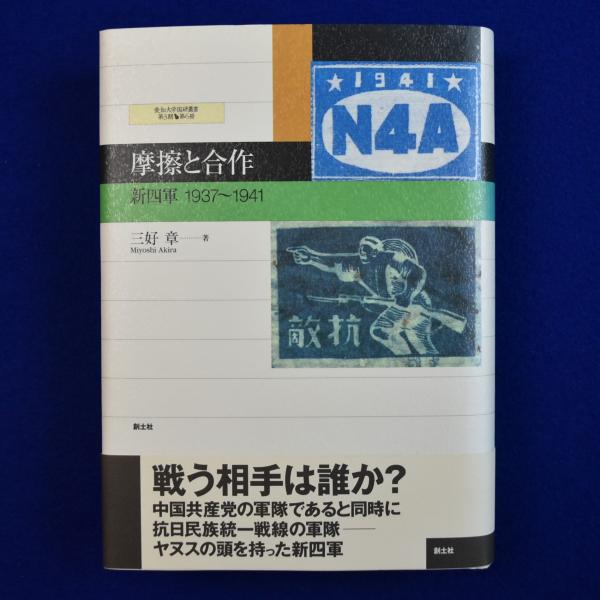 愛知大学国研叢書
第3期 第6冊
★1941★
N4A
摩擦と合作
新四軍 1937〜1941
三好 章………著
Miyoshi Akira
敵抗
創土社
戦う相手は誰か?
中国共産党の軍隊であると同時に
抗日民族統一戦線の軍隊――
ヤヌスの頭を持った新四軍
創土社